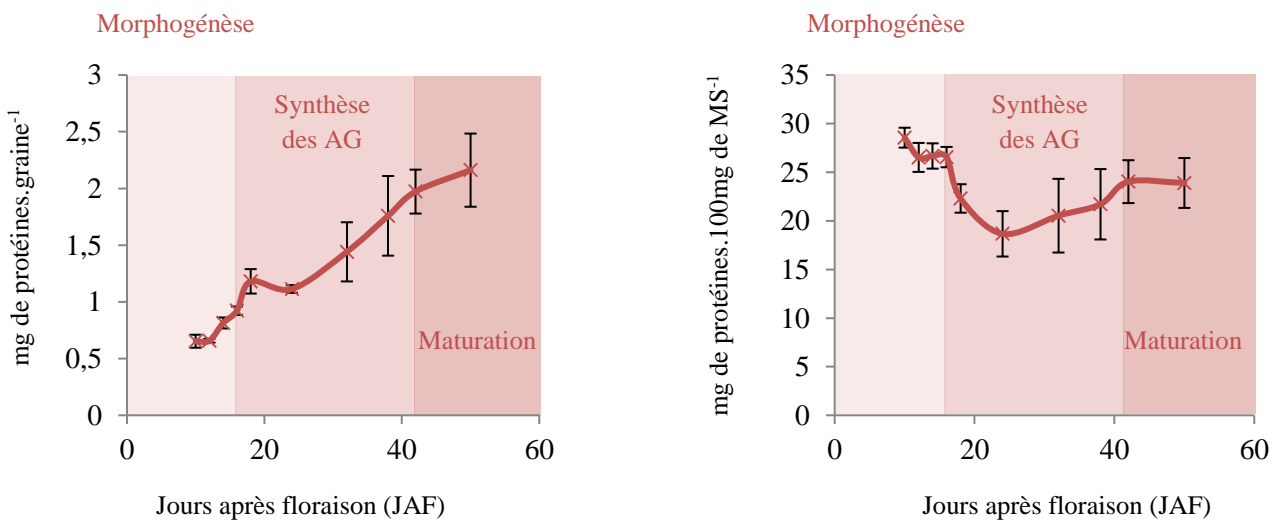 Morphogénèse
mg de protéines.graine-1
3
2,5
2
1,5
1
0,5
0
Synthèse
des AG
Maturation
0
20
40
60
Jours après floraison (JAF)
Morphogénèse
mg de protéines.100mg de MS-1
35
30
25
20
15
10
5
0
Synthèse
des AG
Maturation
0
20
40
60
Jours après floraison (JAF)